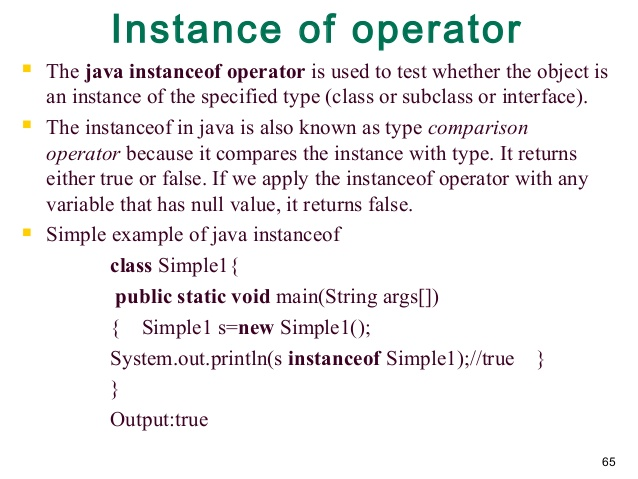 Instance of operator
The java instanceof operator is used to test whether the object is
an instance of the specified type (class or subclass or interface).
The instanceof in java is also known as type comparison
operator because it compares the instance with type. It returns
either true or false. If we apply the instanceof operator with any
variable that has null value, it returns false.
Simple example of java instanceof
class Simple1{
public static void main(String args[])
{ Simple1 s=new Simple1();
System.out.println(s instanceof Simple1);//true }
}
Output:true
65